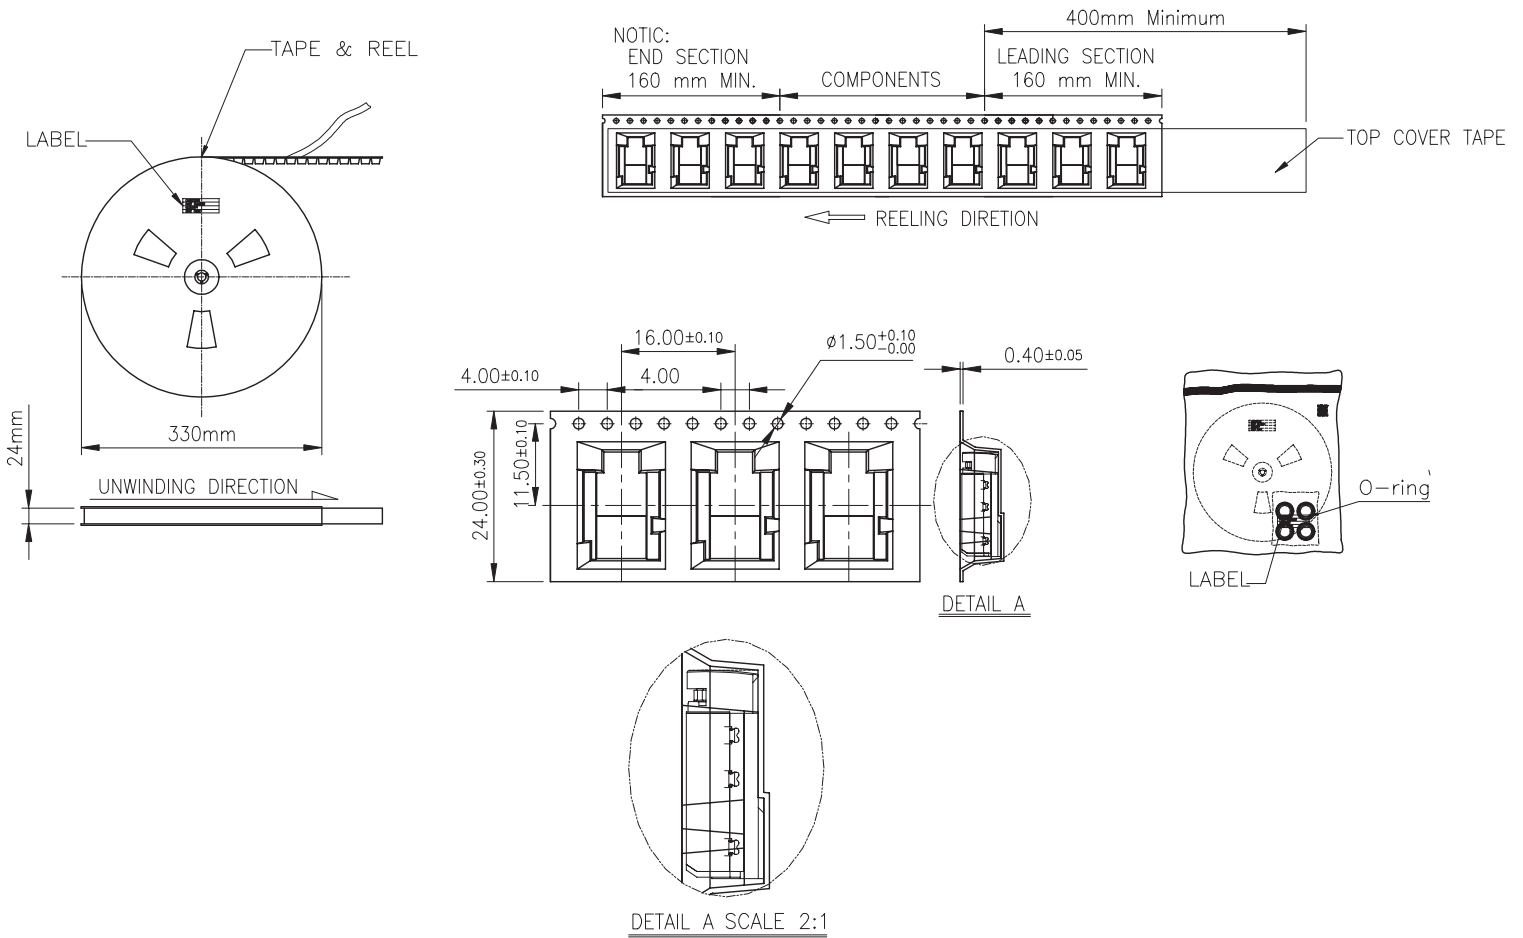 TAPE & REEL
LABEL
330mm
24mm
UNWINDING DIRECTION
400mm Minimum
NOTIC:
END SECTION
160 mm MIN.
COMPONENTS
LEADING SECTION
160 mm MIN.
TOP COVER TAPE
REELING DIRETION
16.00±0.10
ø1.50+0.10
-0.00
0.40±0.05
4.00±0.10
4.00
24.00±0.30
11.50±0.10
DETAIL A
O-ring
LABEL
DETAIL A SCALE 2:1